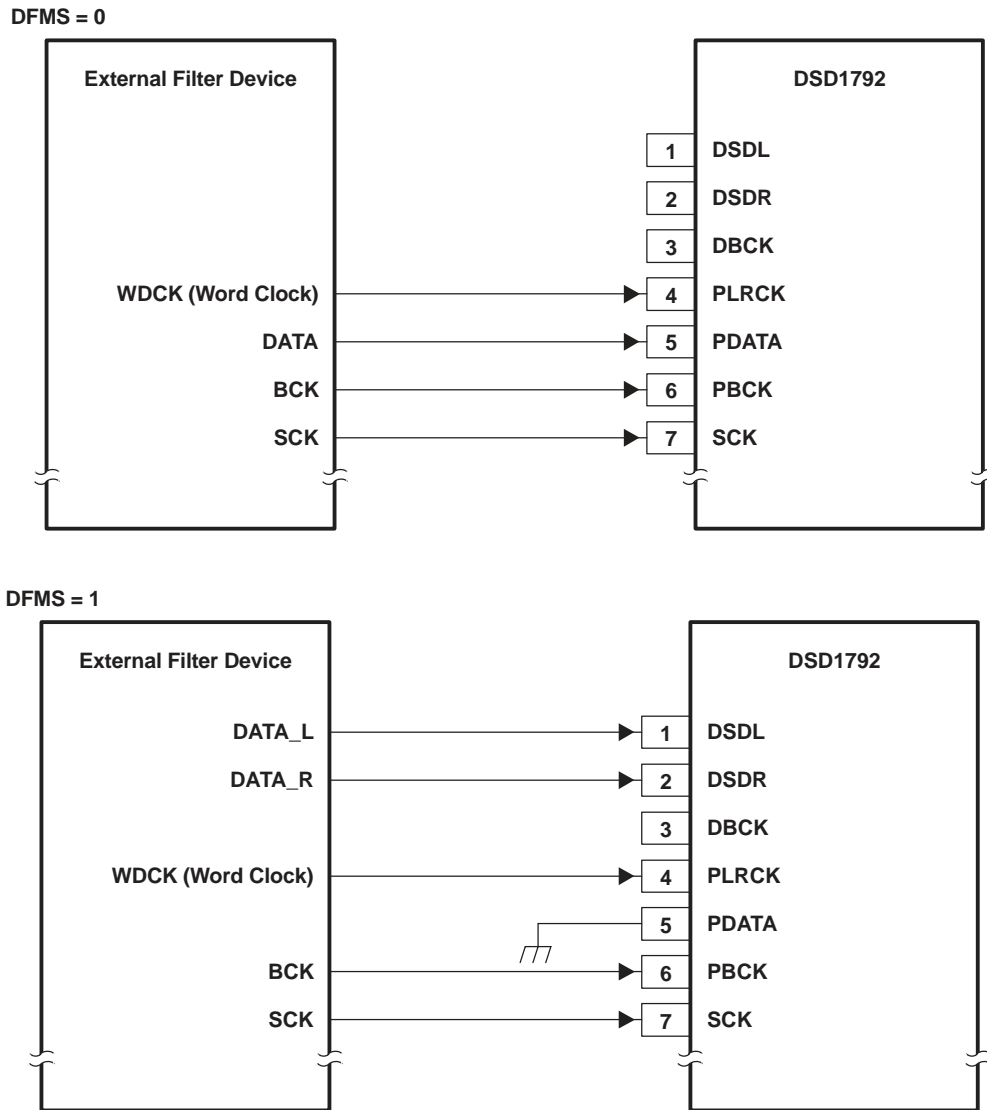 DFMS = 0
External Filter Device
DSD1792
1 DSDL
2 DSDR
3 DBCK
WDCK (Word Clock) 4 PLRCK
DATA 5 PDATA
BCK 6 PBCK
SCK 7 SCK
DFMS = 1
External Filter Device
DSD1792
DATA_L 1 DSDL
DATA_R 2 DSDR
3 DBCK
WDCK (Word Clock) 4 PLRCK
5 PDATA
BCK 6 PBCK
SCK 7 SCK